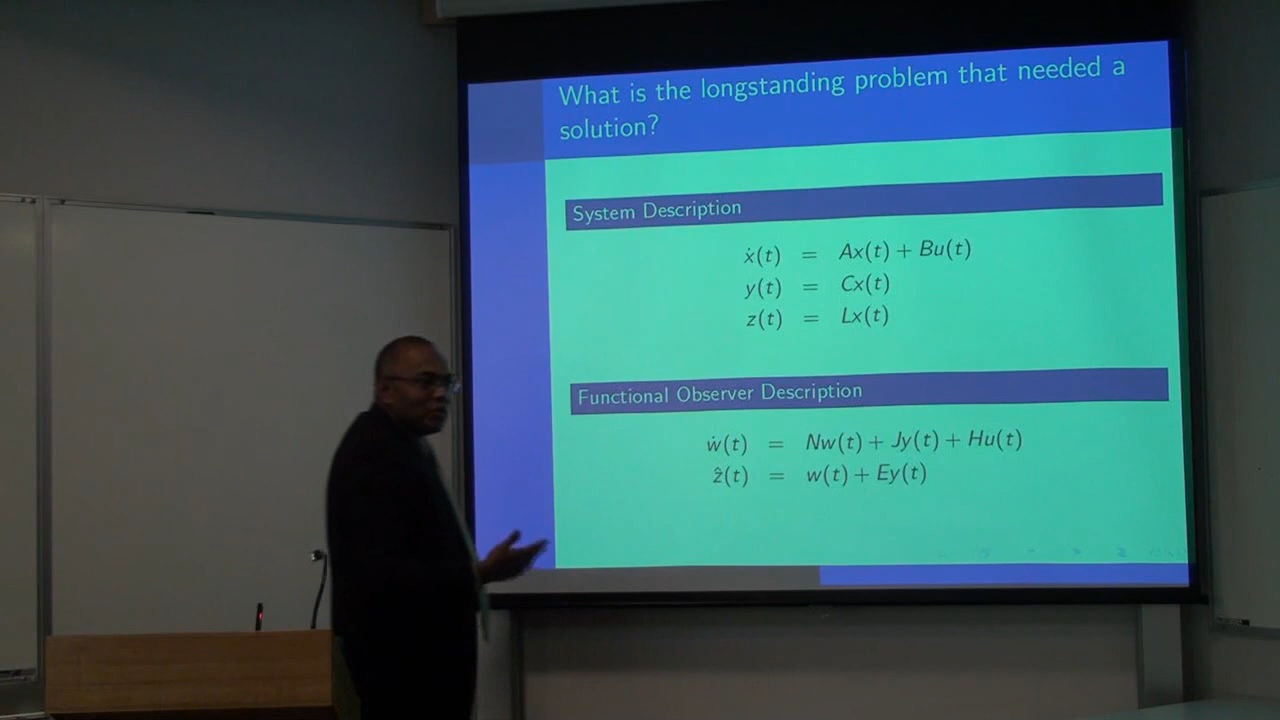 What is the longstanding problem that needed a
solution?
System Description
ẋ(t) = Ax(t) + Bu(t)
y(t) = Cx(t)
z(t) = Lx(t)
Functional Observer Description
ẇ(t) = Nw(t) + Jy(t) + Hu(t)
ẑ(t) = w(t) + Ey(t)